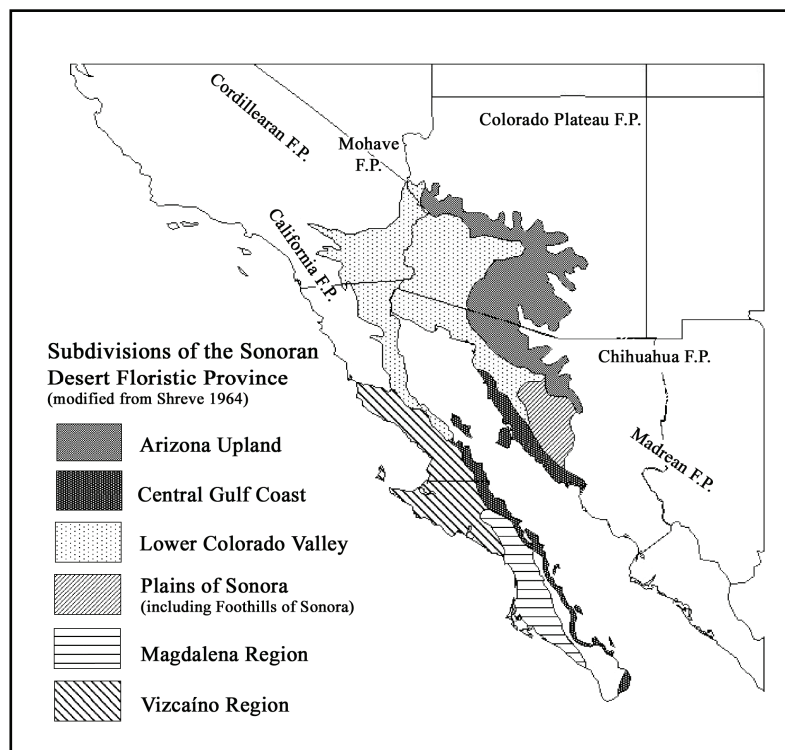 Cordillearan F.P.
Colorado Plateau F.P.
Mohave
F.P.
California F.P.
Subdivisions of the Sonoran
Desert Floristic Province
(modified from Shreve 1964)
Chihuahua F.P.
Madrean F.P.
Arizona Upland
Central Gulf Coast
Lower Colorado Valley
Plains of Sonora
(including Foothills of Sonora)
Magdalena Region
Vizcaíno Region